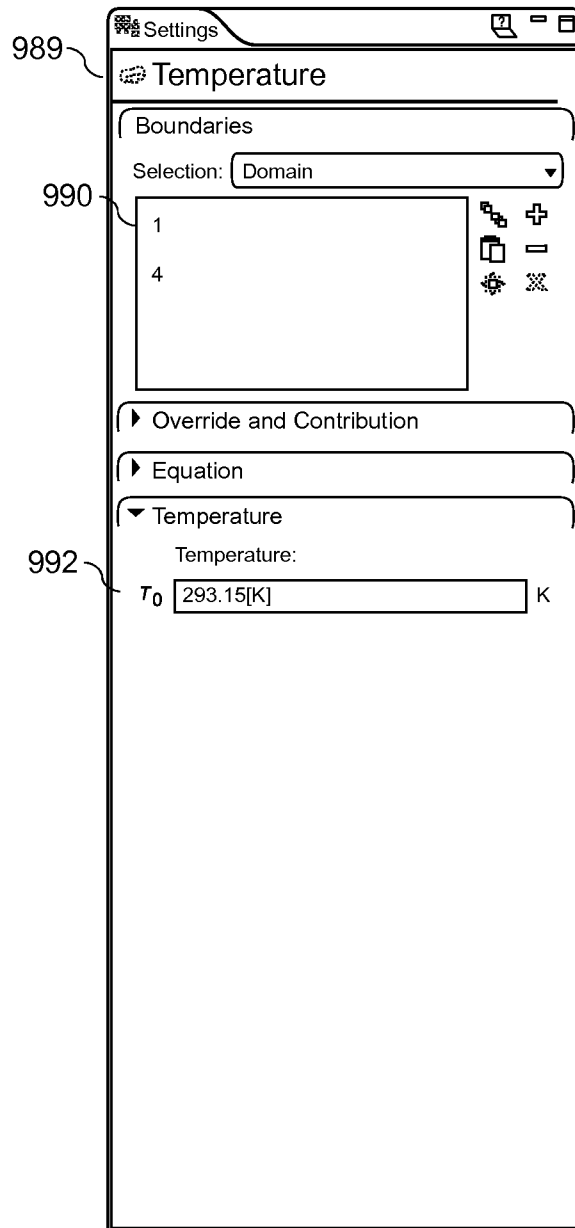 Settings
?
989
Temperature
Boundaries
Selection: Domain
990
1
4
Override and Contribution
Equation
Temperature
Temperature:
992
T0 293.15[K] K